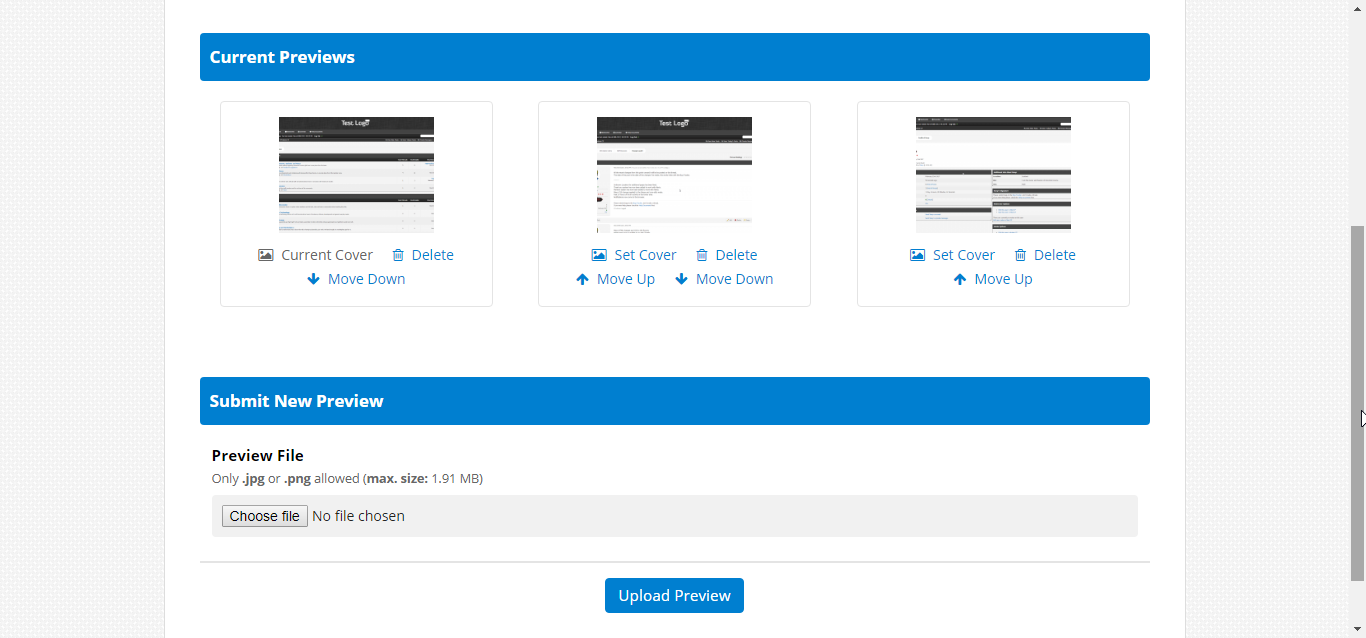 Current Previews
Test Logo
Test Logo
Current Cover Delete
Move Down
Set Cover Delete
Move Up Move Down
Set Cover Delete
Move Up
Submit New Preview
Preview File
Only .jpg or .png allowed (max. size: 1.91 MB)
Choose file No file chosen
Upload Preview